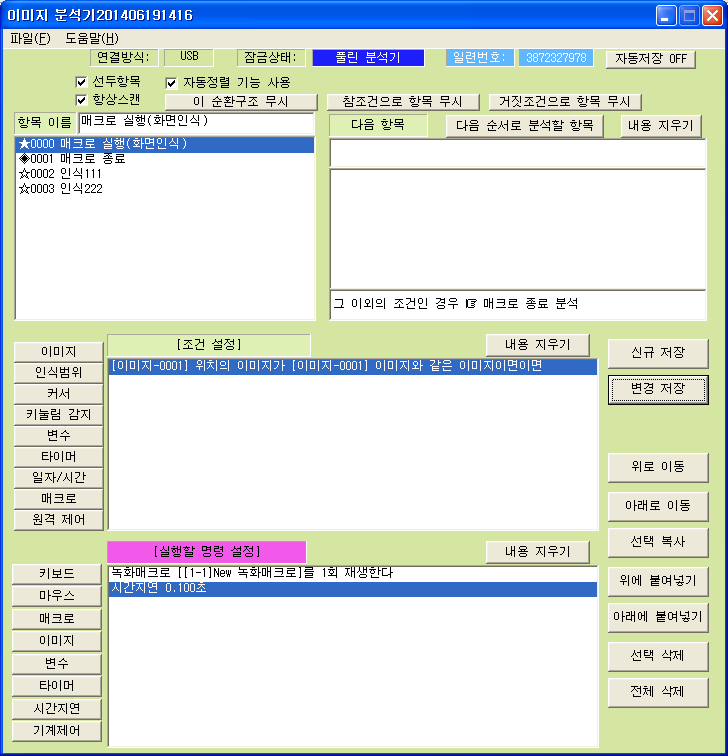 이미지 분석기201406191416
파일(F) 도움말(H)
연결방식: USB 잠금상태: 풀린 분석기 일련번호: 3872327978 자동저장 OFF
선두항목 자동정렬 기능 사용
항상스캔 이 순환구조 무시 참조건으로 항목 무시 거짓조건으로 항목 무시
항목 이름 매크로 실행(화면인식) 다음 항목 다음 순서로 분석할 항목 내용 지우기
★0000 매크로 실행(화면인식)
◈0001 매크로 종료
☆0002 인식111
☆0003 인식222
그 이외의 조건인 경우 ☞ 매크로 종료 분석
[조건 설정] 내용 지우기
[이미지-0001] 위치의 이미지가 [이미지-0001] 이미지와 같은 이미지이면이면
이미지
인식범위
커서
키눌림 감지
변수
타이머
일자/시간
매크로
원격 제어
신규 저장
변경 저장
위로 이동
아래로 이동
선택 복사
위에 붙여넣기
아래에 붙여넣기
선택 삭제
전체 삭제
[실행할 명령 설정] 내용 지우기
녹화매크로 [[1-1]New 녹화매크로]를 1회 재생한다
시간지연 0.100초
키보드
마우스
매크로
이미지
변수
타이머
시간지연
기계제어